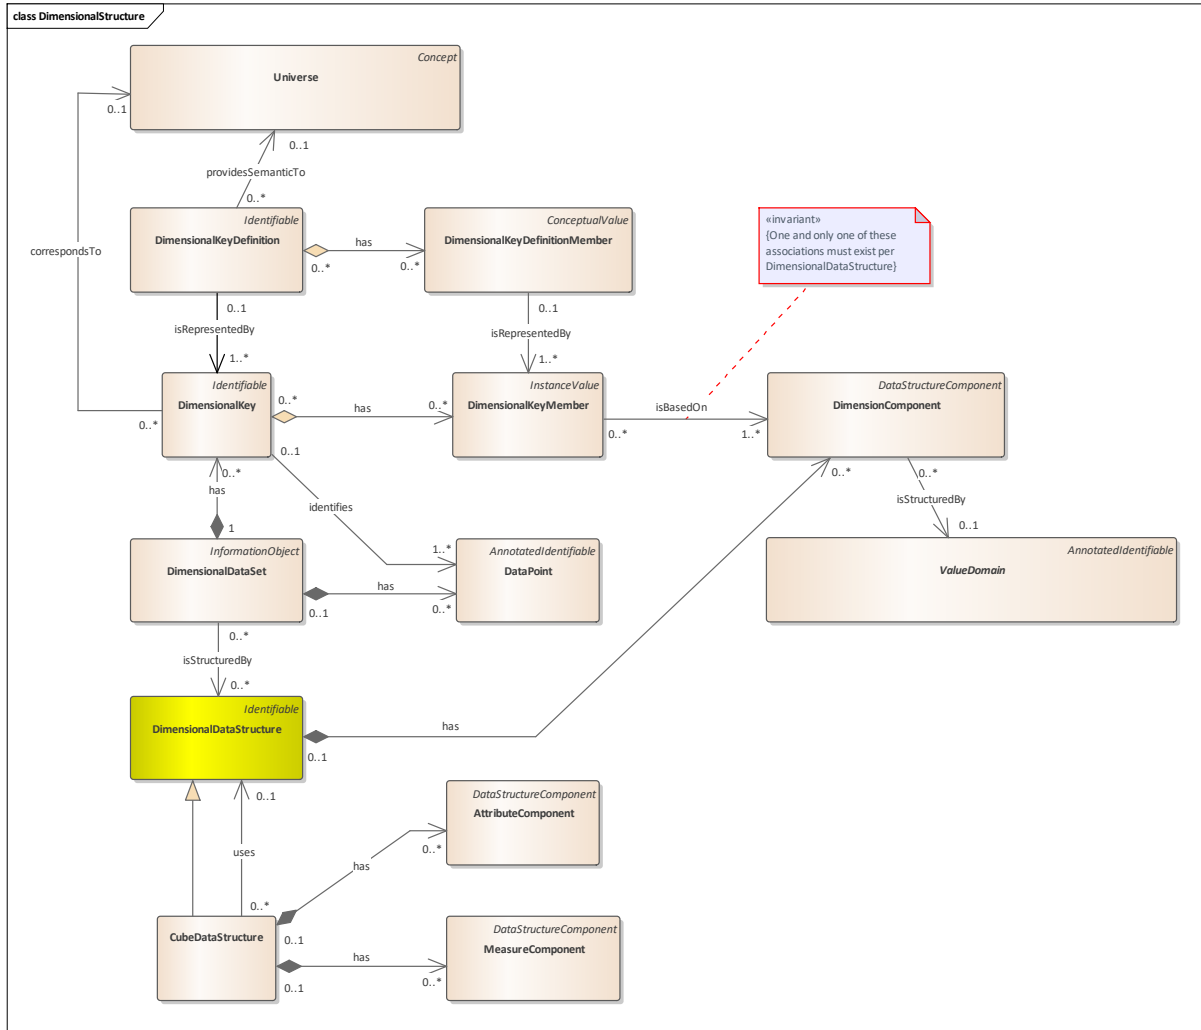 class DimensionalStructure
Concept
Universe
0..1
0..1
providesSemanticTo
0..*
Identifiable
DimensionalKeyDefinition
ConceptualValue
DimensionalKeyDefinitionMember
«invariant»
{One and only one of these
associations must exist per
DimensionalDataStructure}
correspondsTo
has
0..*
0..*
0..1
0..1
isRepresentedBy
isRepresentedBy
1..*
1..*
Identifiable
DimensionalKey
InstanceValue
DimensionalKeyMember
DataStructureComponent
DimensionComponent
0..*
0..*
has
isBasedOn
0..*
0..*
1..*
0..1
0..*
has
identifies
0..*
0..*
isStructuredBy
1
0..1
InformationObject
DimensionalDataSet
1..*
AnnotatedIdentifiable
DataPoint
AnnotatedIdentifiable
ValueDomain
has
0..1
0..*
0..*
isStructuredBy
0..*
Identifiable
DimensionalDataStructure
has
0..1
0..1
DataStructureComponent
AttributeComponent
0..*
uses
has
0..*
0..1
CubeDataStructure
DataStructureComponent
MeasureComponent
has
0..1
0..*